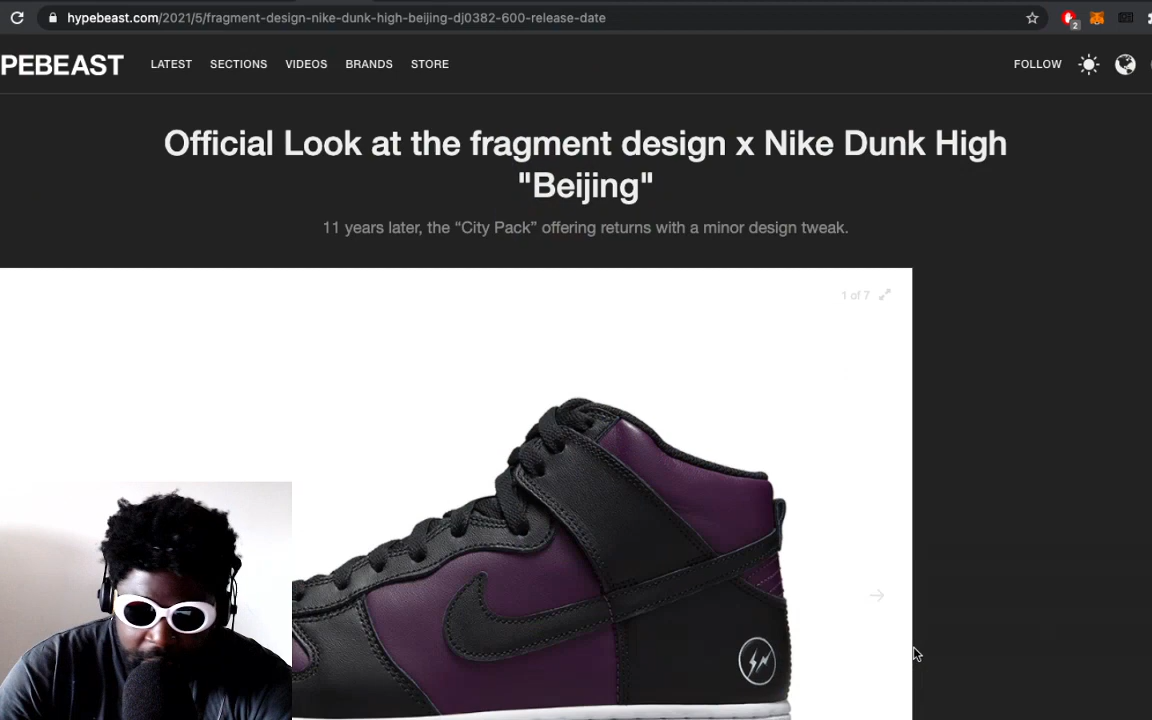 hypebeast.com/2021/5/fragment-design-nike-dunk-high-beijing-dj0382-600-release-date
2
PEBEAST LATEST SECTIONS VIDEOS BRANDS STORE FOLLOW
Official Look at the fragment design x Nike Dunk High
"Beijing"
11 years later, the “City Pack” offering returns with a minor design tweak.
1 of 7